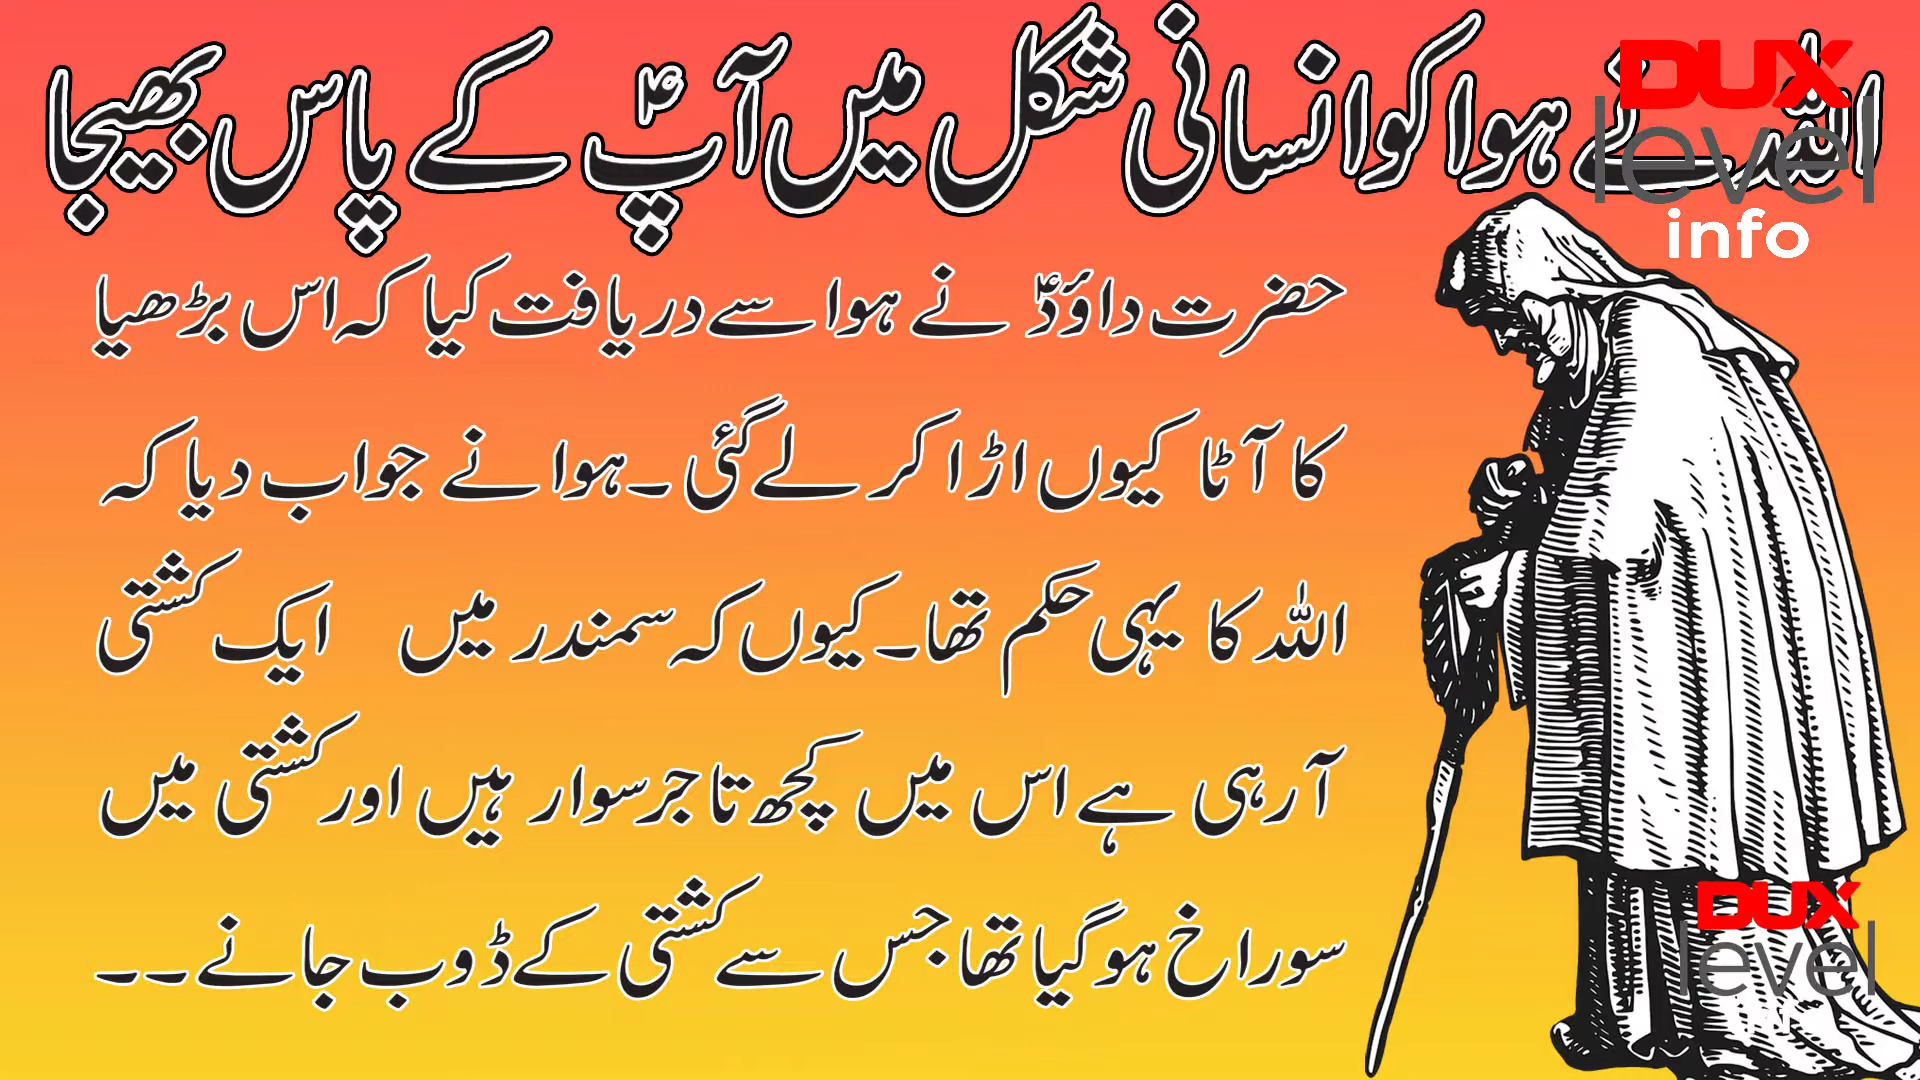 اللہ نے ہوا کو انسانی شکل میں آپؑ کے پاس بھیجا
DUX
level
info
حضرت داؤدؑ نے ہوا سے دریافت کیا کہ اس بڑھیا
کا آٹا کیوں اڑا کر لے گئی ۔ ہوا نے جواب دیا کہ
اللہ کا یہی حکم تھا۔ کیوں کہ سمندر میں ایک کشتی
آرہی ہے اس میں کچھ تاجر سوار ہیں اور کشتی میں
سوراخ ہوگیا تھا جس سے کشتی کے ڈوب جانے ۔ ۔
DUX
level